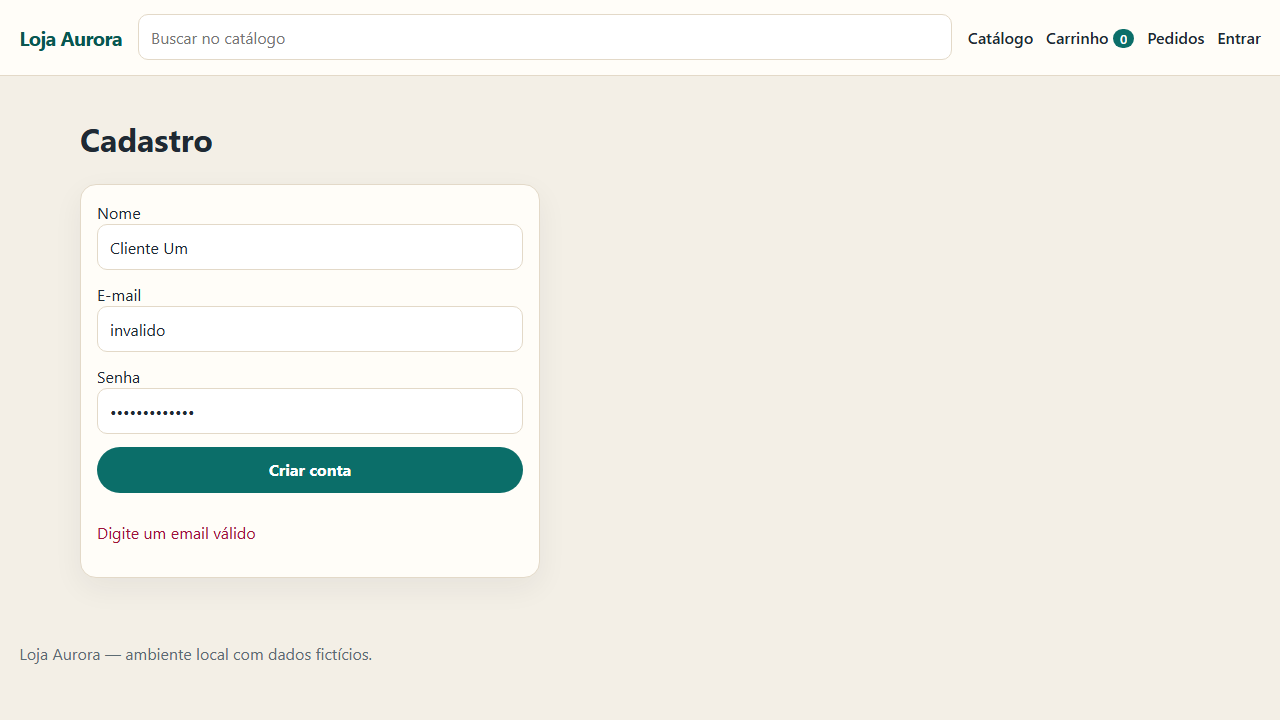 Loja Aurora
Buscar no catálogo
Catálogo
Carrinho 0
Pedidos
Entrar
Cadastro
Nome
Cliente Um
E-mail
invalido
Senha
•••••••••••••
Criar conta
Digite um email válido
Loja Aurora — ambiente local com dados fictícios.